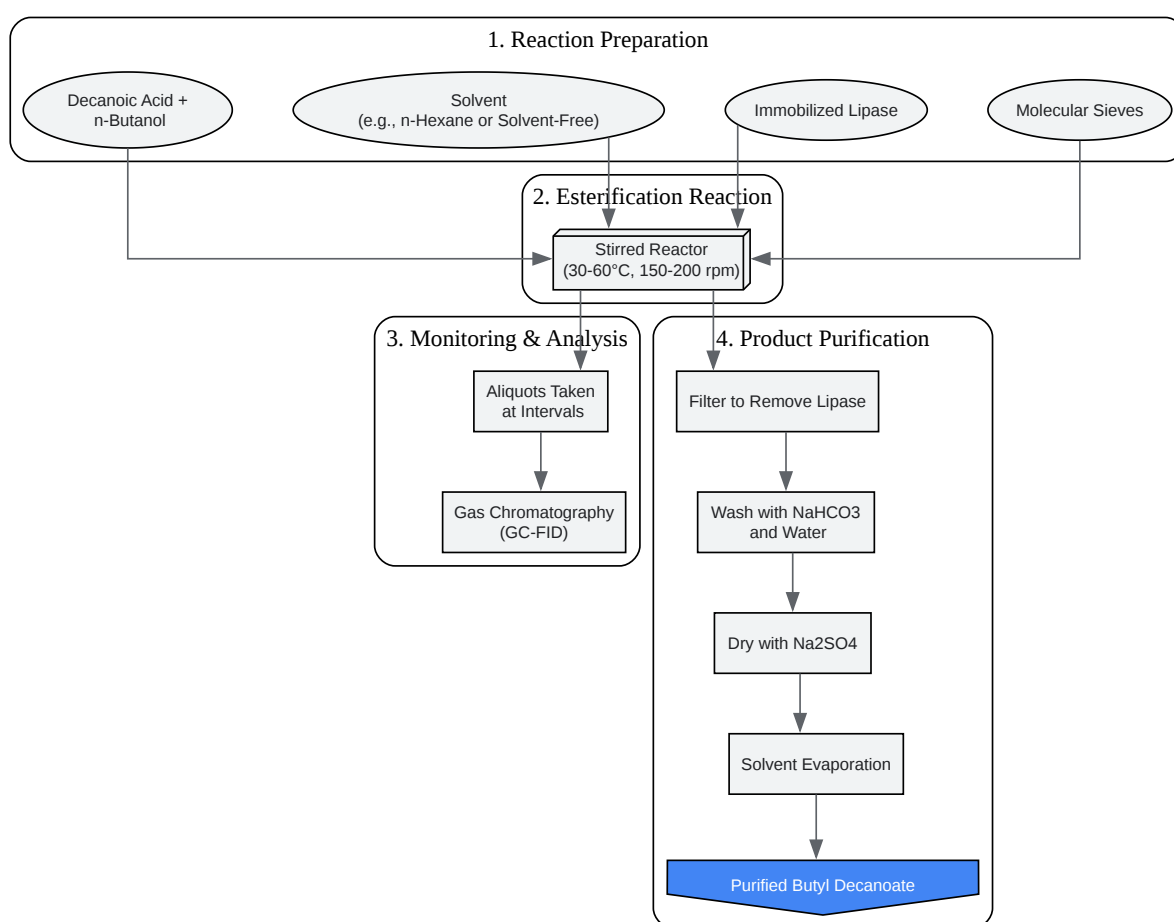 1. Reaction Preparation
Decanoic Acid +
n-Butanol
Solvent
(e.g., n-Hexane or Solvent-Free)
Immobilized Lipase
Molecular Sieves
2. Esterification Reaction
Stirred Reactor
(30-60°C, 150-200 rpm)
3. Monitoring & Analysis
Aliquots Taken
at Intervals
Gas Chromatography
(GC-FID)
4. Product Purification
Filter to Remove Lipase
Wash with NaHCO3
and Water
Dry with Na2SO4
Solvent Evaporation
Purified Butyl Decanoate